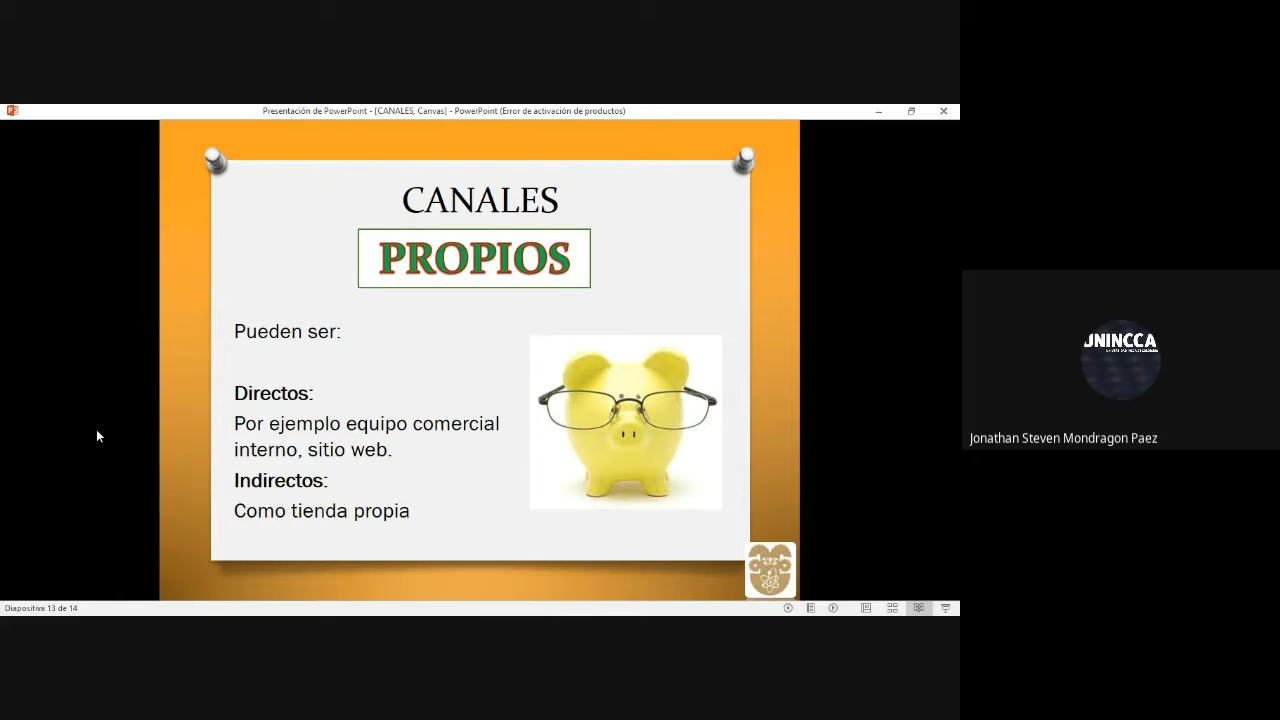 Presentación de PowerPoint - [CANALES, Canvas] - PowerPoint (Error de activación de productos)
CANALES
PROPIOS
Pueden ser:
Directos:
Por ejemplo equipo comercial
interno, sitio web.
Indirectos:
Como tienda propia
Diapositiva 13 de 14
UNINCCA
Jonathan Steven Mondragon Paez